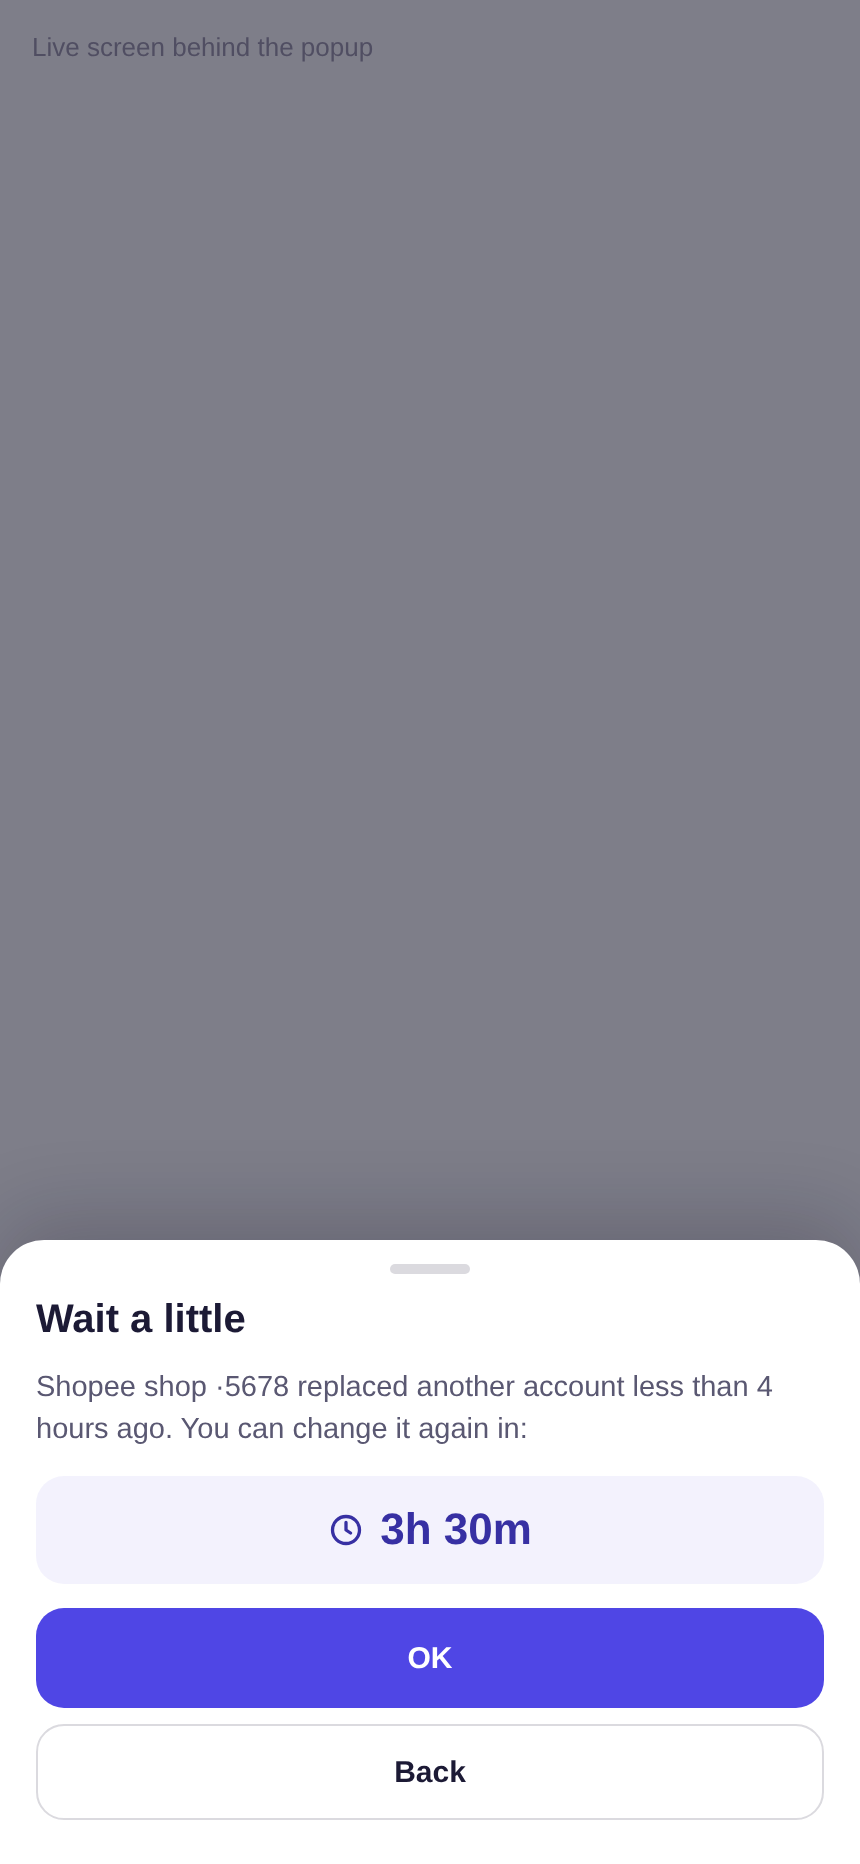 Live screen behind the popup
Wait a little
Shopee shop ·5678 replaced another account less than 4
hours ago. You can change it again in:
3h 30m
OK
Back